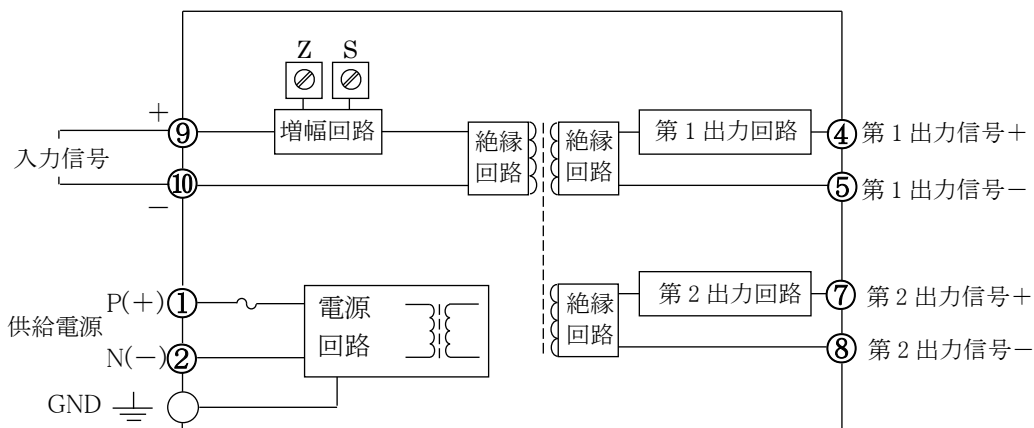 Z S
+
⑨
増幅回路
絶縁
回路
絶縁
回路
第1出力回路
④ 第1出力信号+
入力信号
⑩
−
⑤ 第1出力信号−
P(+) ①
供給電源
N(−) ②
GND
電源
回路
絶縁
回路
第2出力回路
⑦ 第2出力信号+
⑧ 第2出力信号−